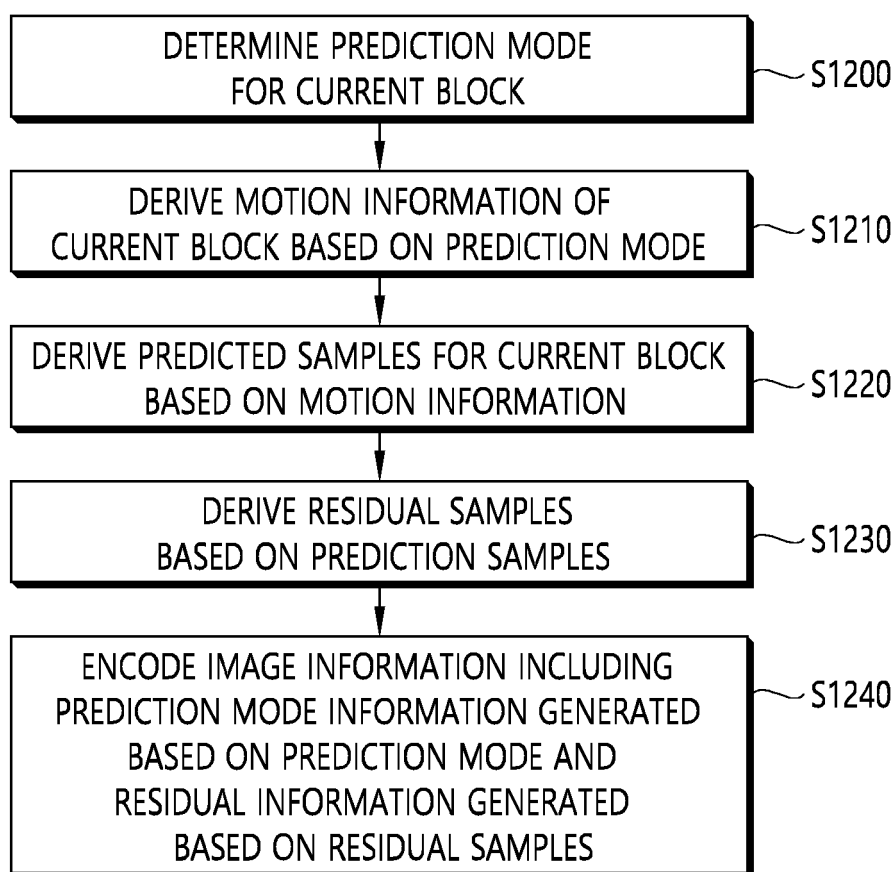 DETERMINE PREDICTION MODE
FOR CURRENT BLOCK
S1200
DERIVE MOTION INFORMATION OF
CURRENT BLOCK BASED ON PREDICTION MODE
S1210
DERIVE PREDICTED SAMPLES FOR CURRENT BLOCK
BASED ON MOTION INFORMATION
S1220
DERIVE RESIDUAL SAMPLES
BASED ON PREDICTION SAMPLES
S1230
ENCODE IMAGE INFORMATION INCLUDING
PREDICTION MODE INFORMATION GENERATED
BASED ON PREDICTION MODE AND
RESIDUAL INFORMATION GENERATED
BASED ON RESIDUAL SAMPLES
S1240